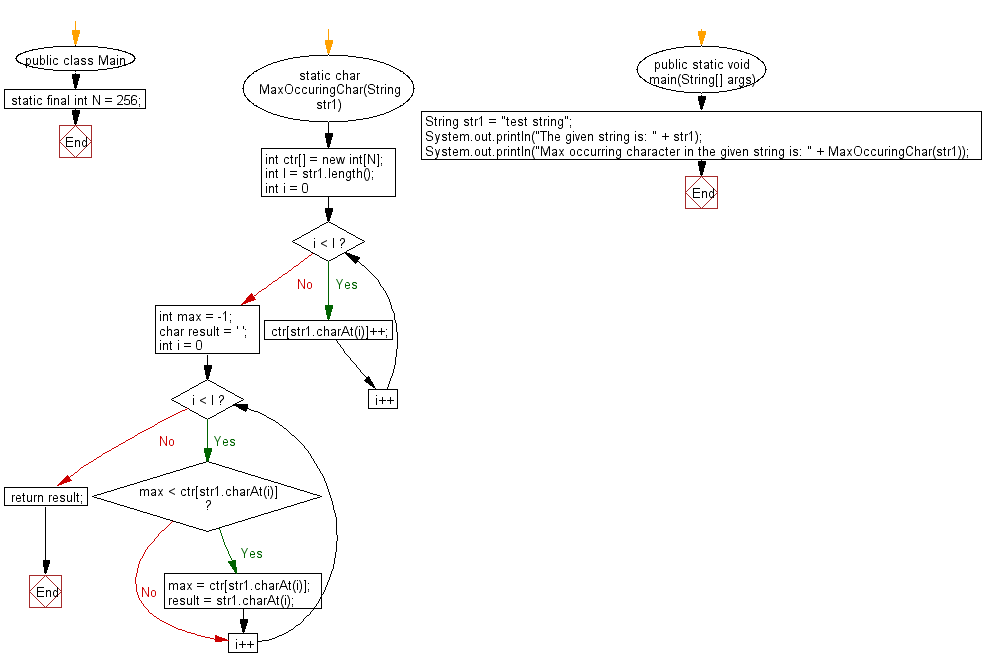 public class Main
static final int N = 256;
End
static char
MaxOccuringChar(String
str1)
int ctr[] = new int[N];
int l = str1.length();
int i = 0
i < l ?
No
Yes
int max = -1;
char result = ' ';
int i = 0
ctr[str1.charAt(i)]++;
i++
i < l ?
No
Yes
return result;
max < ctr[str1.charAt(i)]
?
Yes
No
max = ctr[str1.charAt(i)];
result = str1.charAt(i);
End
i++
public static void
main(String[] args)
String str1 = "test string";
System.out.println("The given string is: " + str1);
System.out.println("Max occurring character in the given string is: " + MaxOccuringChar(str1));
End